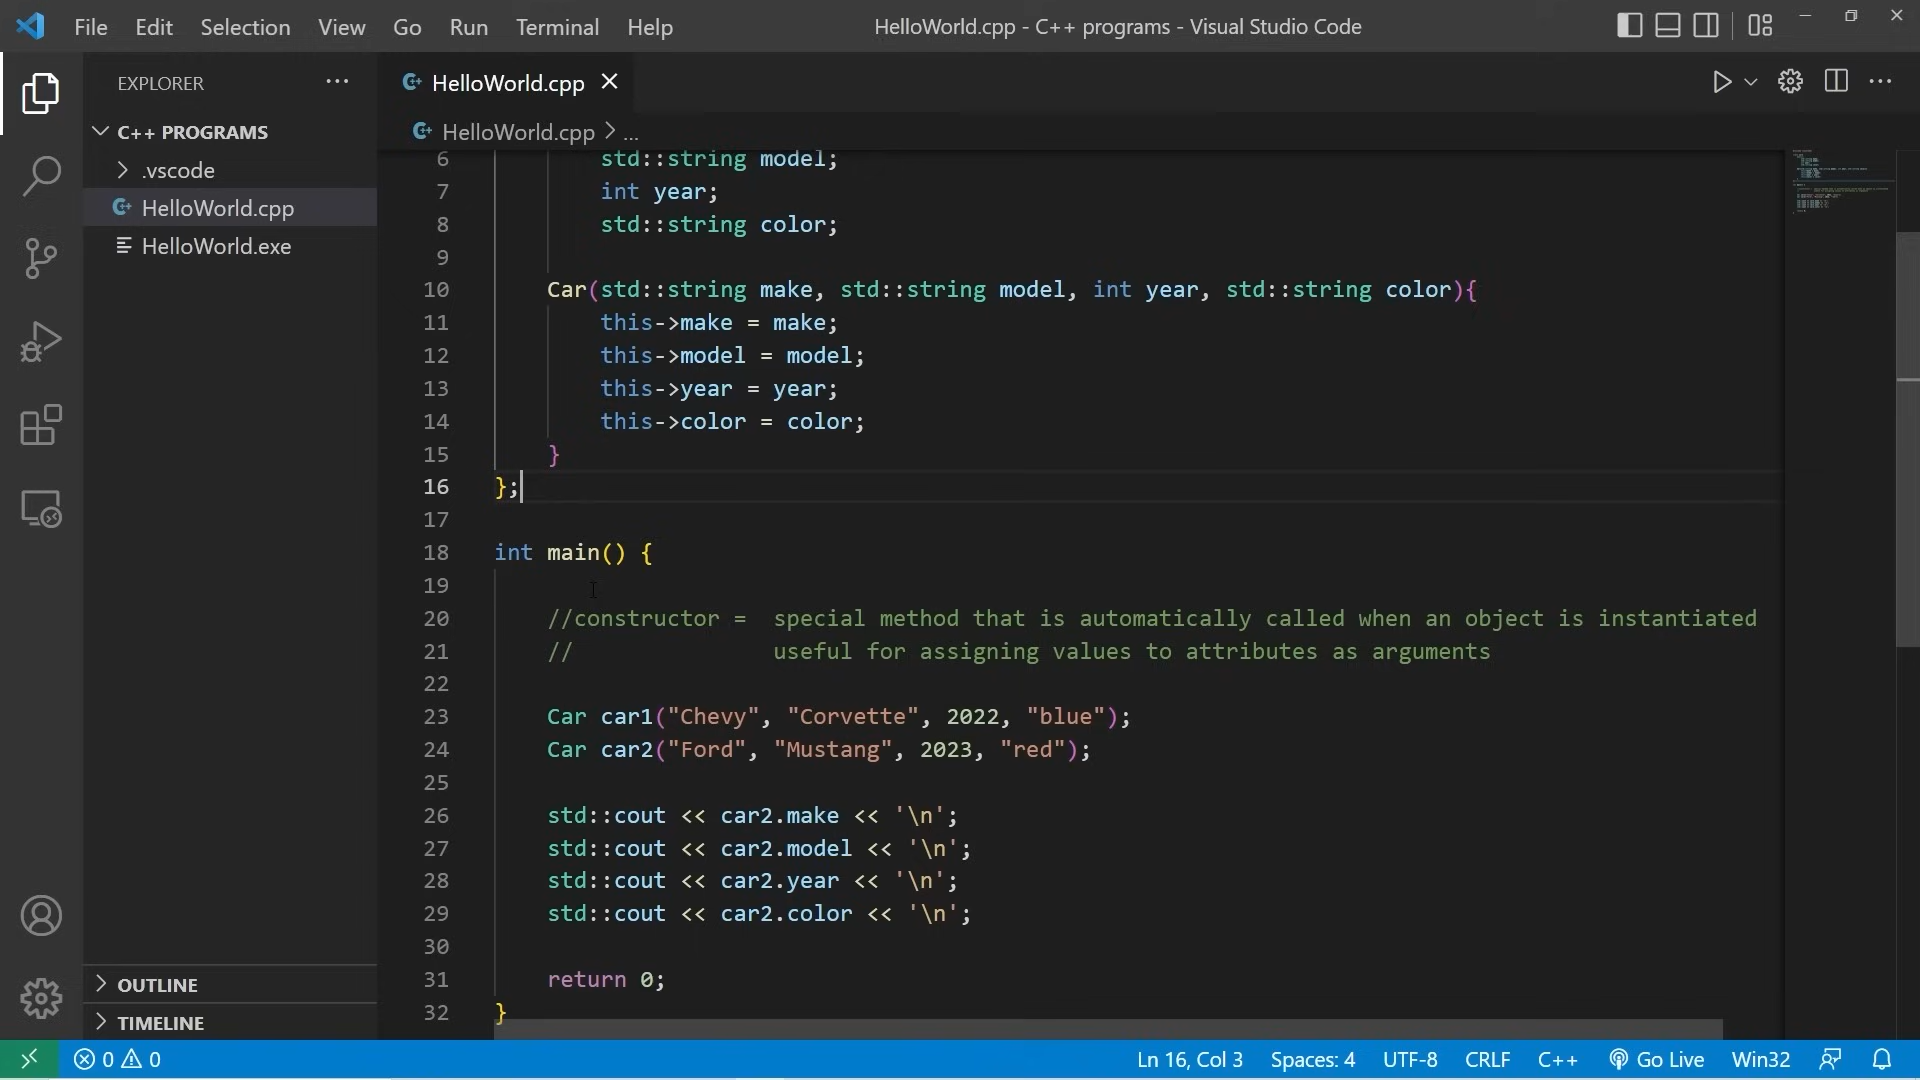 File Edit Selection View Go Run Terminal Help HelloWorld.cpp - C++ programs - Visual Studio Code
EXPLORER ···
C++ PROGRAMS
.vscode
HelloWorld.cpp
HelloWorld.exe
OUTLINE
TIMELINE
HelloWorld.cpp
HelloWorld.cpp > ...
6 std::string model;
7 int year;
8 std::string color;
9
10 Car(std::string make, std::string model, int year, std::string color){
11 this->make = make;
12 this->model = model;
13 this->year = year;
14 this->color = color;
15 }
16 };
17
18 int main() {
19
20 //constructor = special method that is automatically called when an object is instantiated
21 // useful for assigning values to attributes as arguments
22
23 Car car1("Chevy", "Corvette", 2022, "blue");
24 Car car2("Ford", "Mustang", 2023, "red");
25
26 std::cout << car2.make << '\n';
27 std::cout << car2.model << '\n';
28 std::cout << car2.year << '\n';
29 std::cout << car2.color << '\n';
30
31 return 0;
32 }
0 0 Ln 16, Col 3 Spaces: 4 UTF-8 CRLF C++ Go Live Win32